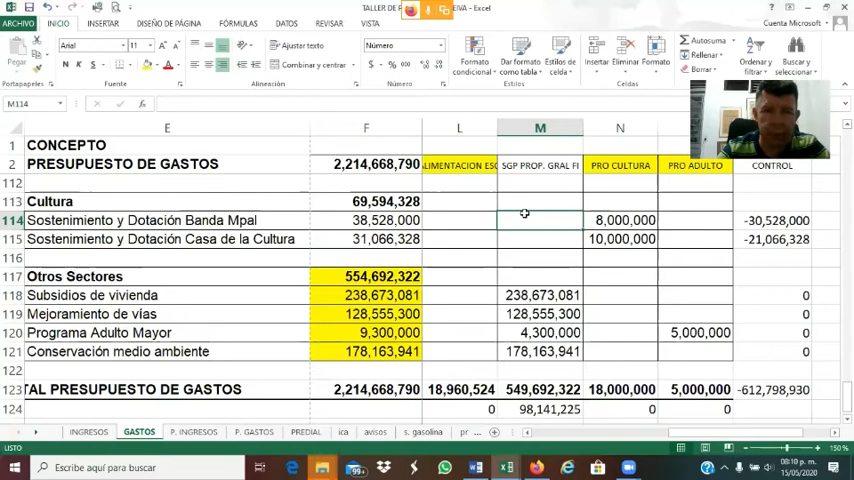 TALLER DE P
EIVA - Excel
ARCHIVO INICIO INSERTAR DISEÑO DE PÁGINA FÓRMULAS DATOS REVISAR VISTA Cuenta Microsoft
Pegar
Arial 11 Ajustar texto Número Autosuma
N K S Combinar y centrar $ % 000 Formato condicional Dar formato como tabla Estilos de celda Insertar Eliminar Formato Rellenar Borrar Ordenar y filtrar Buscar y seleccionar
Portapapeles Fuente Alineación Número Estilos Celdas
M114
E F L M N
1 CONCEPTO
2 PRESUPUESTO DE GASTOS 2,214,668,790 ALIMENTACION ESC SGP PROP. GRAL FI PRO CULTURA PRO ADULTO CONTROL
112
113 Cultura 69,594,328
114 Sostenimiento y Dotación Banda Mpal 38,528,000 8,000,000 -30,528,000
115 Sostenimiento y Dotación Casa de la Cultura 31,066,328 10,000,000 -21,066,328
116
117 Otros Sectores 554,692,322
118 Subsidios de vivienda 238,673,081 238,673,081 0
119 Mejoramiento de vías 128,555,300 128,555,300 0
120 Programa Adulto Mayor 9,300,000 4,300,000 5,000,000 0
121 Conservación medio ambiente 178,163,941 178,163,941 0
122
123 TAL PRESUPUESTO DE GASTOS 2,214,668,790 18,960,524 549,692,322 18,000,000 5,000,000 -612,798,930
124 0 98,141,225 0 0
INGRESOS GASTOS P. INGRESOS P. GASTOS PREDIAL ica avisos s. gasolina pr ...
LISTO 150 %
Escribe aquí para buscar 99+ 08:10 p. m.
15/05/2020